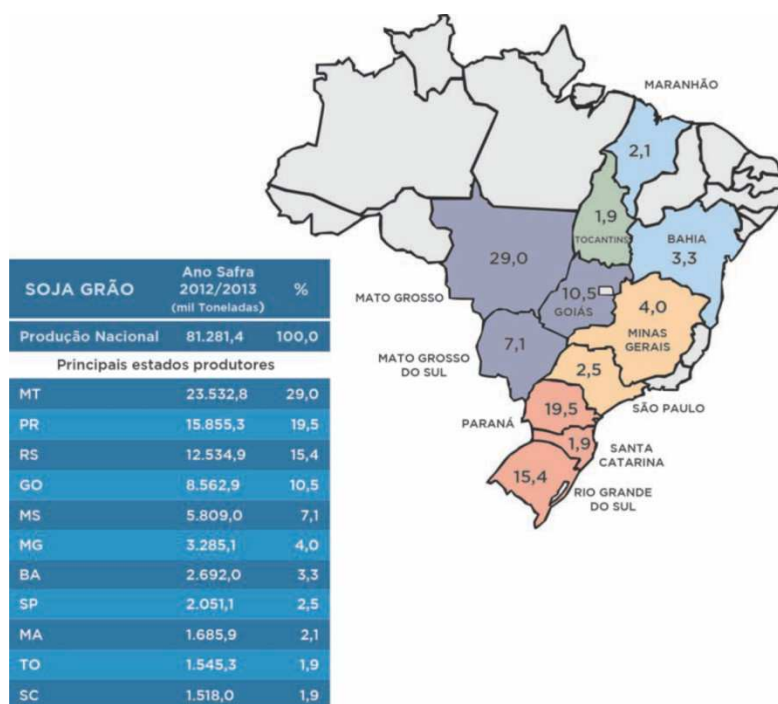 MARANHÃO
2,1
1,9
TOCANTINS
BAHIA
3,3
29,0
MATO GROSSO
10,5
GOIÁS
4,0
MINAS
GERAIS
7,1
MATO GROSSO
DO SUL
2,5
SÃO PAULO
19,5
PARANÁ
1,9
SANTA
CATARINA
15,4
RIO GRANDE
DO SUL
SOJA GRÃO Ano Safra 2012/2013 (mil Toneladas) %
Produção Nacional 81.281,4 100,0
Principais estados produtores
MT 23.532,8 29,0
PR 15.855,3 19,5
RS 12.534,9 15,4
GO 8.562,9 10,5
MS 5.809,0 7,1
MG 3.285,1 4,0
BA 2.692,0 3,3
SP 2.051,1 2,5
MA 1.685,9 2,1
TO 1.545,3 1,9
SC 1.518,0 1,9